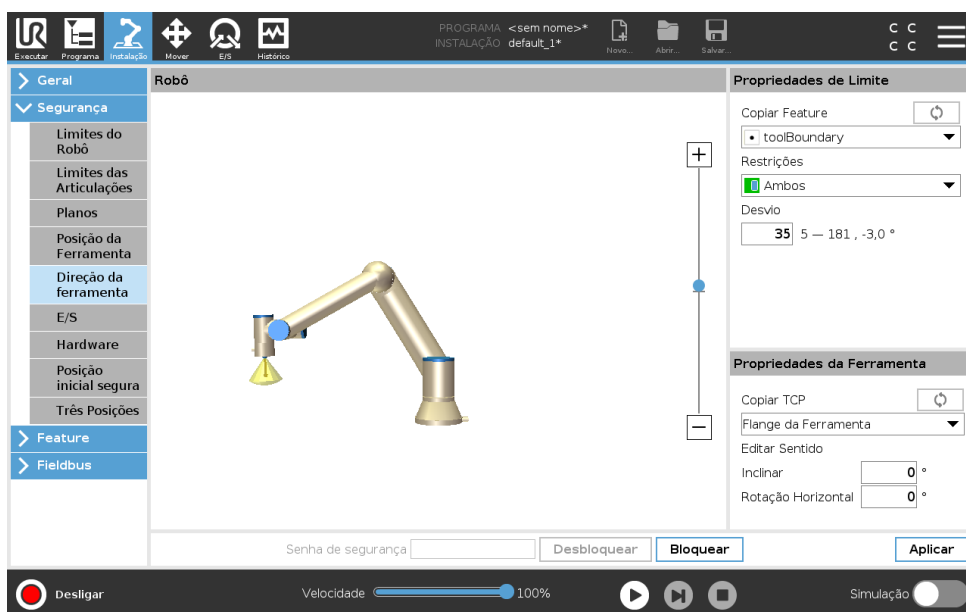 UR
PROGRAMA <sem nome>*
INSTALAÇÃO default_1*
Executar Programa Instalação Mover E/S Histórico Novo... Abrir... Salvar...
C C
C C
Geral
Segurança
Limites do
Robô
Limites das
Articulações
Planos
Posição da
Ferramenta
Direção da
ferramenta
E/S
Hardware
Posição
inicial segura
Três Posições
Feature
Fieldbus
Robô
+
−
Propriedades de Limite
Copiar Feature
toolBoundary
Restrições
Ambos
Desvio
35 5 — 181 , -3,0 °
Propriedades da Ferramenta
Copiar TCP
Flange da Ferramenta
Editar Sentido
Inclinar 0 °
Rotação Horizontal 0 °
Senha de segurança Desbloquear Bloquear Aplicar
Desligar Velocidade 100% Simulação